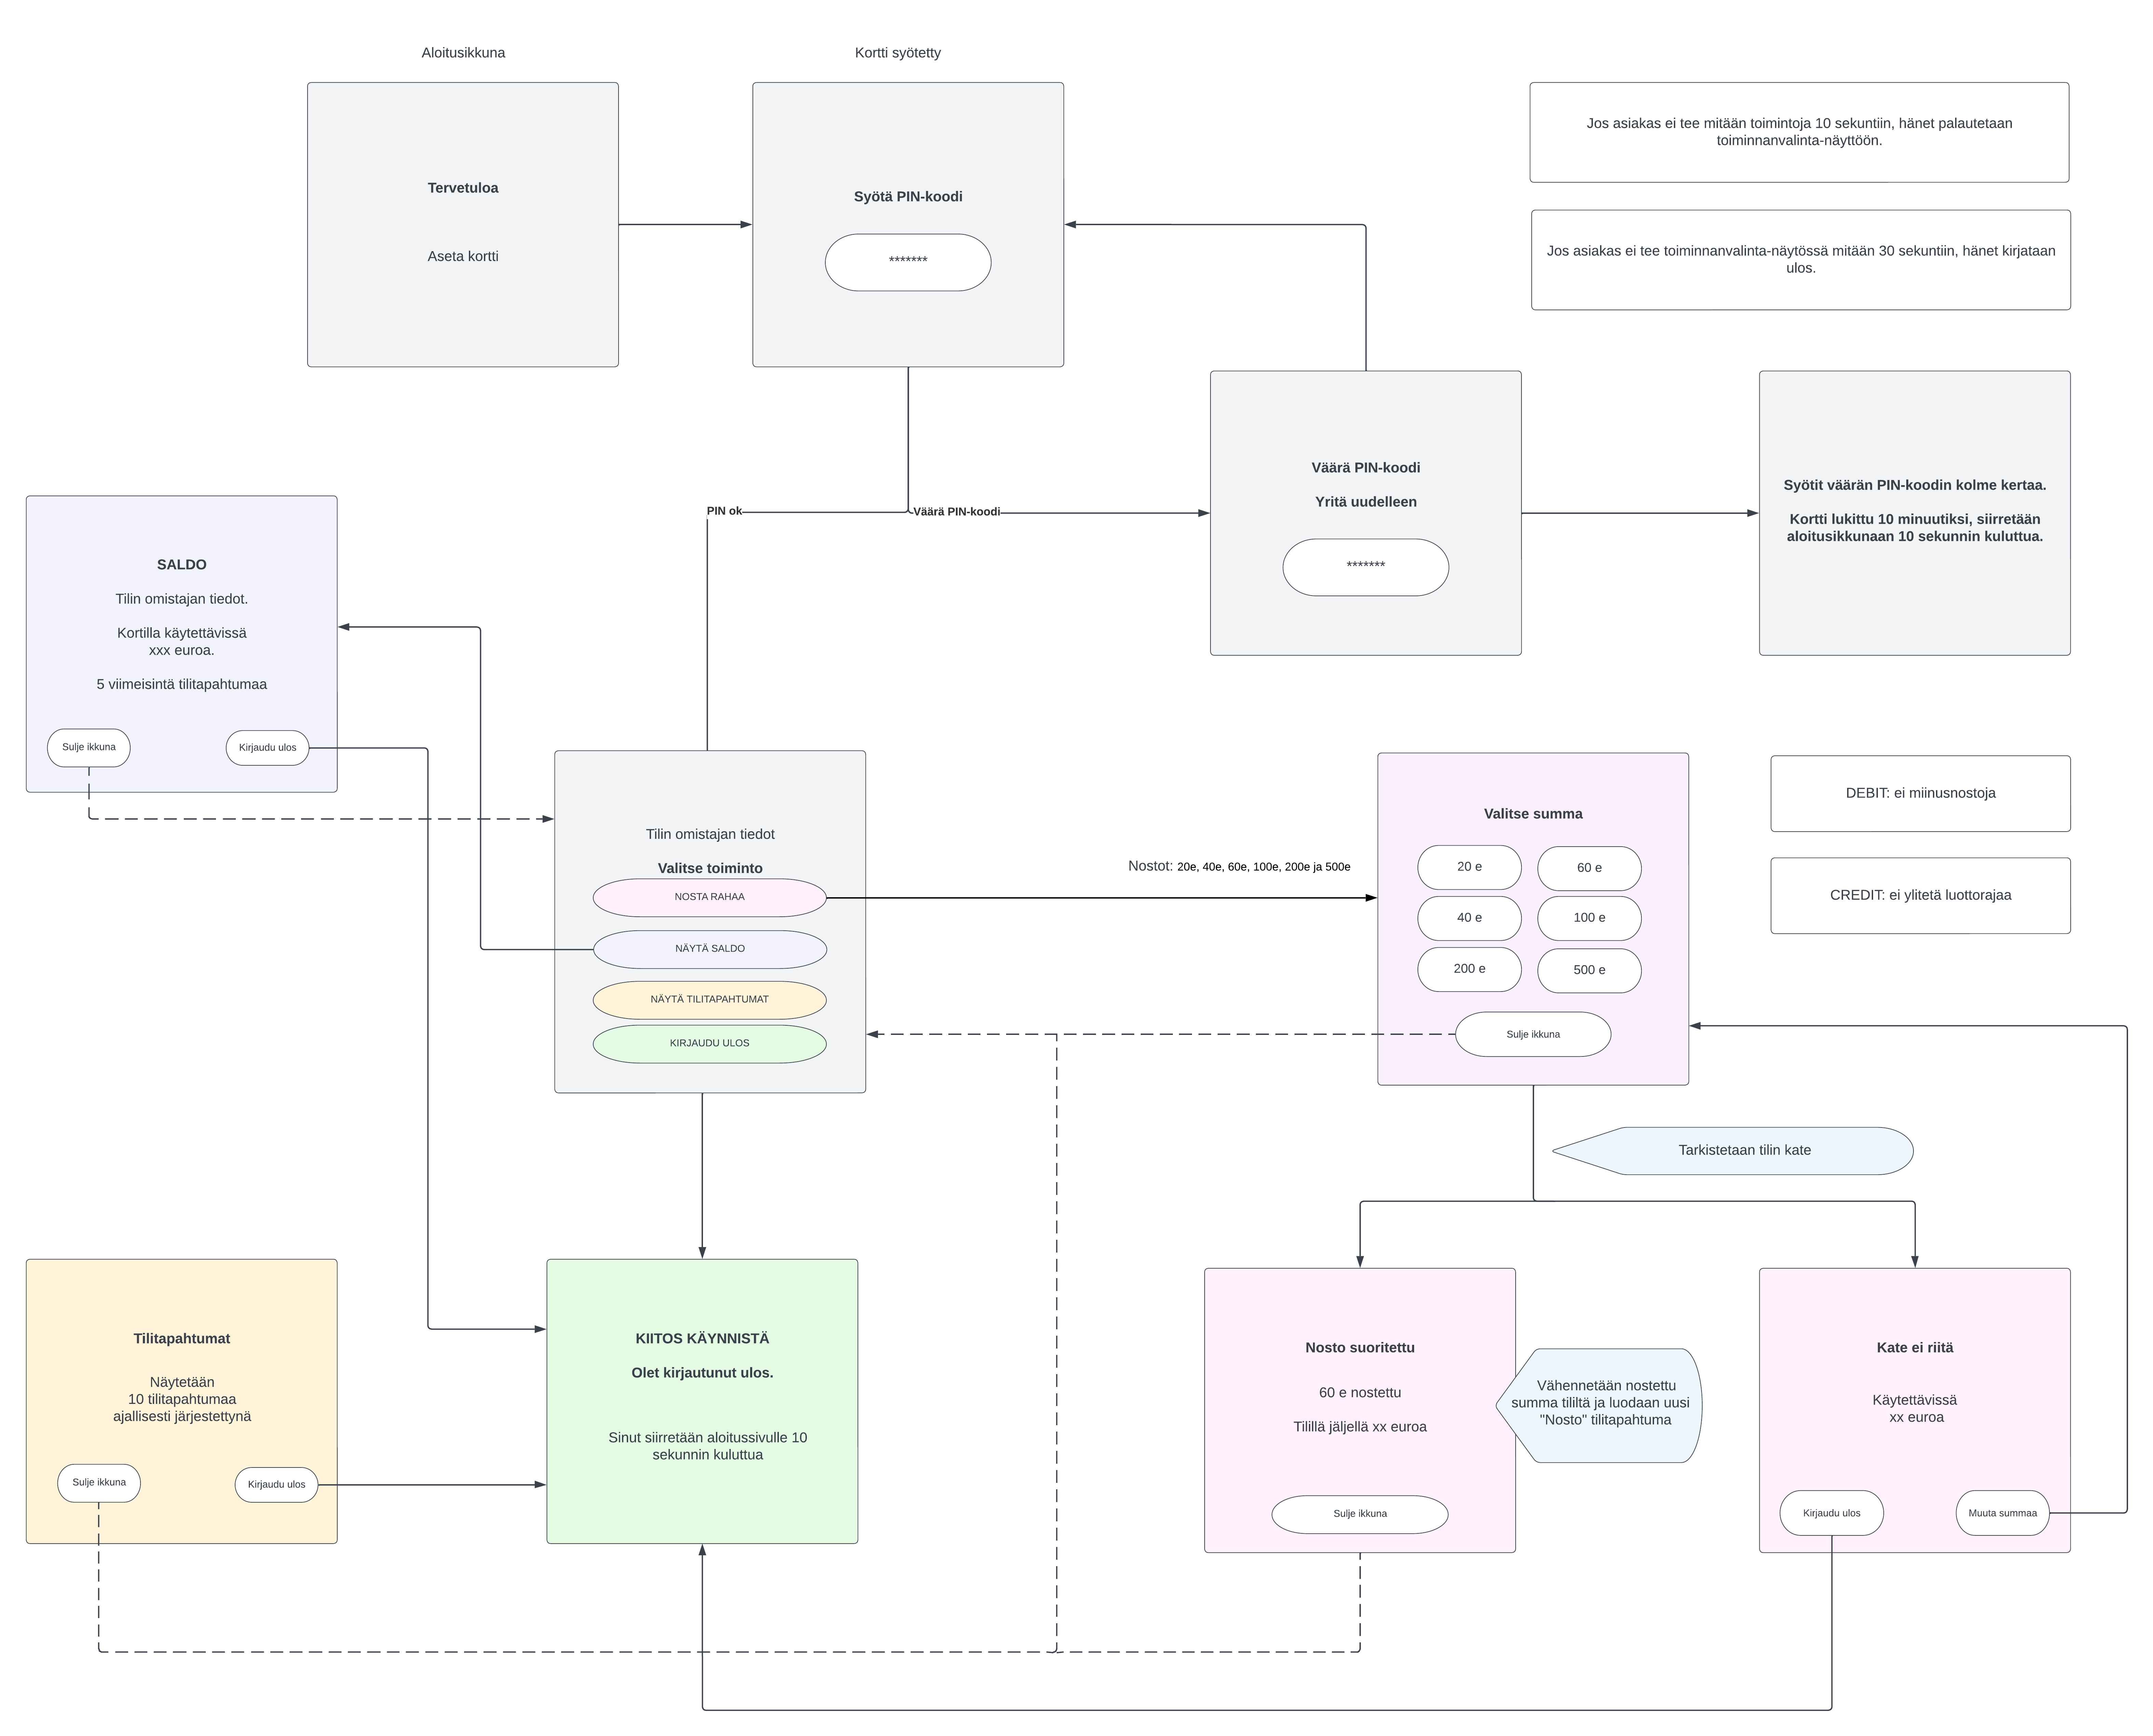 Aloitusikkuna
Kortti syötetty
Tervetuloa
Aseta kortti
Syötä PIN-koodi
*******
Jos asiakas ei tee mitään toimintoja 10 sekuntiin, hänet palautetaan
toiminnanvalinta-näyttöön.
Jos asiakas ei tee toiminnanvalinta-näytössä mitään 30 sekuntiin, hänet kirjataan
ulos.
PIN ok
Väärä PIN-koodi
Väärä PIN-koodi
Yritä uudelleen
*******
Syötit väärän PIN-koodin kolme kertaa.
Kortti lukittu 10 minuutiksi, siirretään
aloitusikkunaan 10 sekunnin kuluttua.
SALDO
Tilin omistajan tiedot.
Kortilla käytettävissä
xxx euroa.
5 viimeisintä tilitapahtumaa
Sulje ikkuna
Kirjaudu ulos
Tilin omistajan tiedot
Valitse toiminto
NOSTA RAHAA
NÄYTÄ SALDO
NÄYTÄ TILITAPAHTUMAT
KIRJAUDU ULOS
Nostot: 20e, 40e, 60e, 100e, 200e ja 500e
Valitse summa
20 e
60 e
40 e
100 e
200 e
500 e
Sulje ikkuna
DEBIT: ei miinusnostoja
CREDIT: ei ylitetä luottorajaa
Tarkistetaan tilin kate
Tilitapahtumat
Näytetään
10 tilitapahtumaa
ajallisesti järjestettynä
Sulje ikkuna
Kirjaudu ulos
KIITOS KÄYNNISTÄ
Olet kirjautunut ulos.
Sinut siirretään aloitussivulle 10
sekunnin kuluttua
Nosto suoritettu
60 e nostettu
Tilillä jäljellä xx euroa
Sulje ikkuna
Vähennetään nostettu
summa tililtä ja luodaan uusi
"Nosto" tilitapahtuma
Kate ei riitä
Käytettävissä
xx euroa
Kirjaudu ulos
Muuta summaa